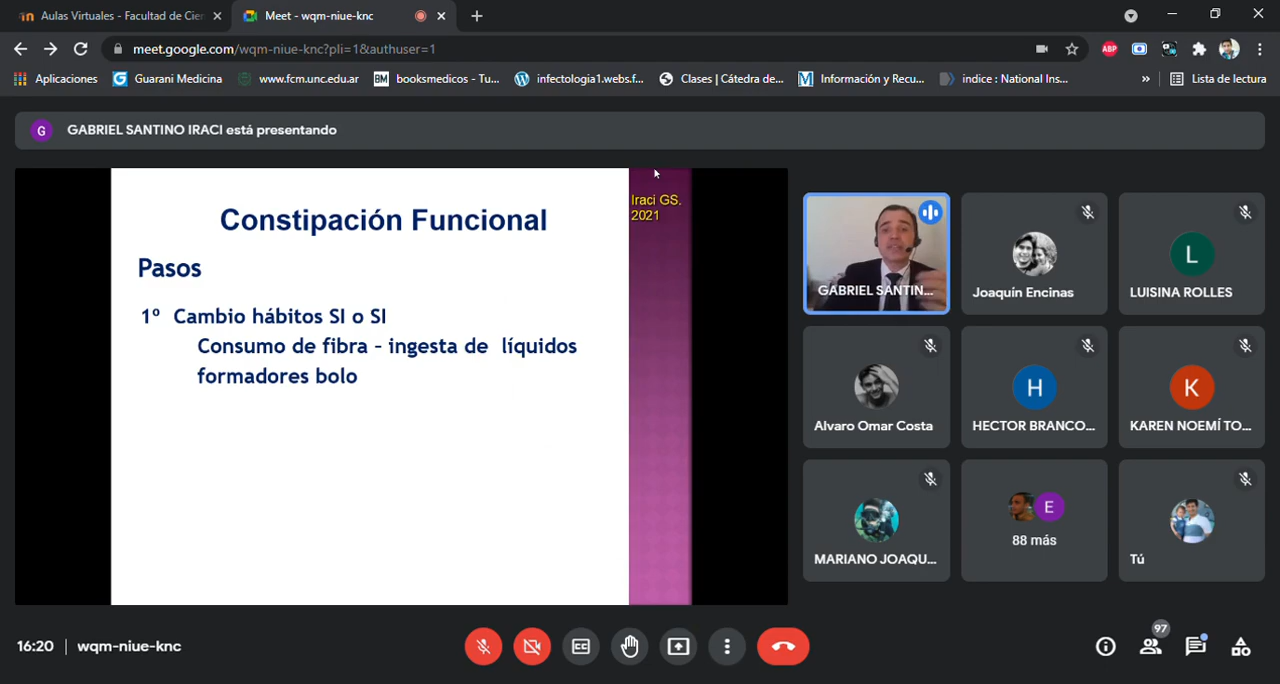 Aulas Virtuales - Facultad de Cien
Meet - wqm-niue-knc
meet.google.com/wqm-niue-knc?pli=1&authuser=1
ABP
Aplicaciones
Guarani Medicina
www.fcm.unc.edu.ar
BM booksmedicos - Tu...
infectologia1.webs.f...
Clases | Cátedra de...
Información y Recu...
indice : National Ins...
»
Lista de lectura
G GABRIEL SANTINO IRACI está presentando
Constipación Funcional
Pasos
1º Cambio hábitos SI o SI
Consumo de fibra - ingesta de líquidos
formadores bolo
Iraci GS.
2021
GABRIEL SANTIN...
Joaquín Encinas
L
LUISINA ROLLES
Alvaro Omar Costa
H
HECTOR BRANCO...
K
KAREN NOEMÍ TO...
MARIANO JOAQU...
E
88 más
Tú
16:20 | wqm-niue-knc
CC
97